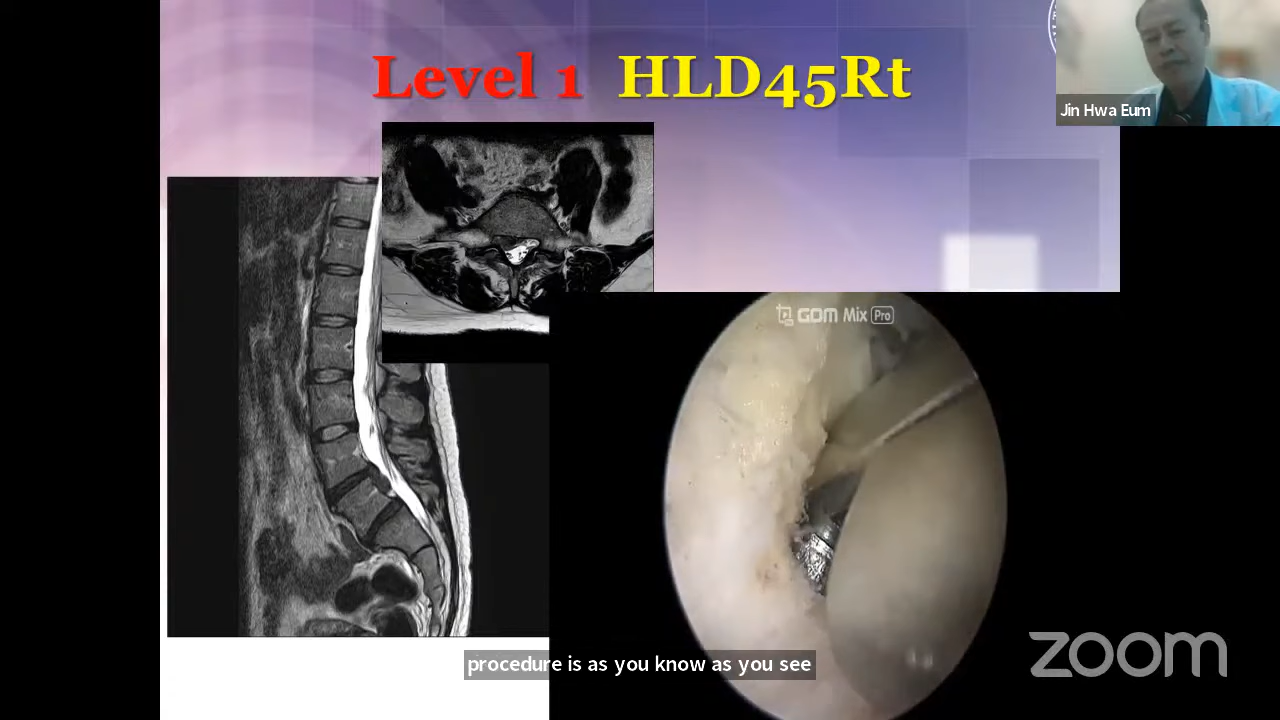 Level 1 HLD45Rt
Jin Hwa Eum
GOM Mix Pro
procedure is as you know as you see
zoom